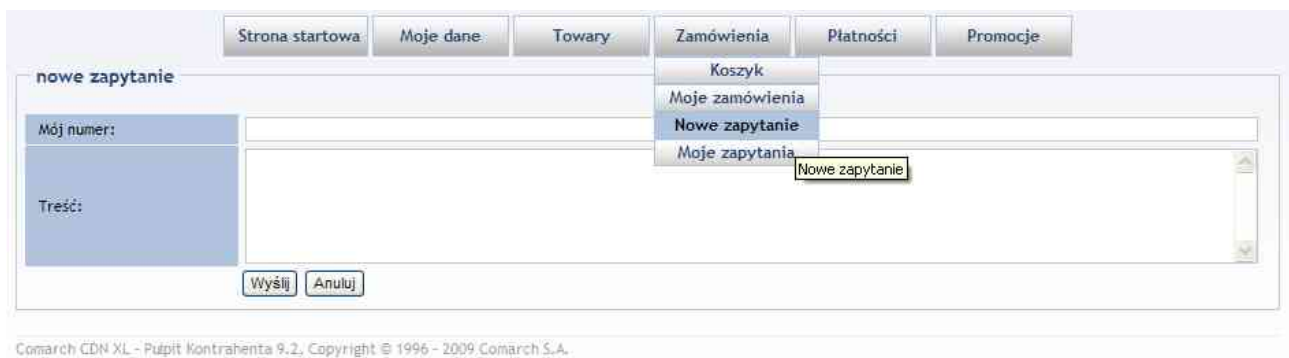 Strona startowa Moje dane Towary Zamówienia Płatności Promocje
Koszyk
nowe zapytanie
Moje zamówienia
Mój numer:
Nowe zapytanie
Moje zapytania
Nowe zapytanie
Treść:
Wyślij Anuluj
Comarch CDN XL - Pulpit Kontrahenta 9.2, Copyright © 1996 - 2009 Comarch S.A.